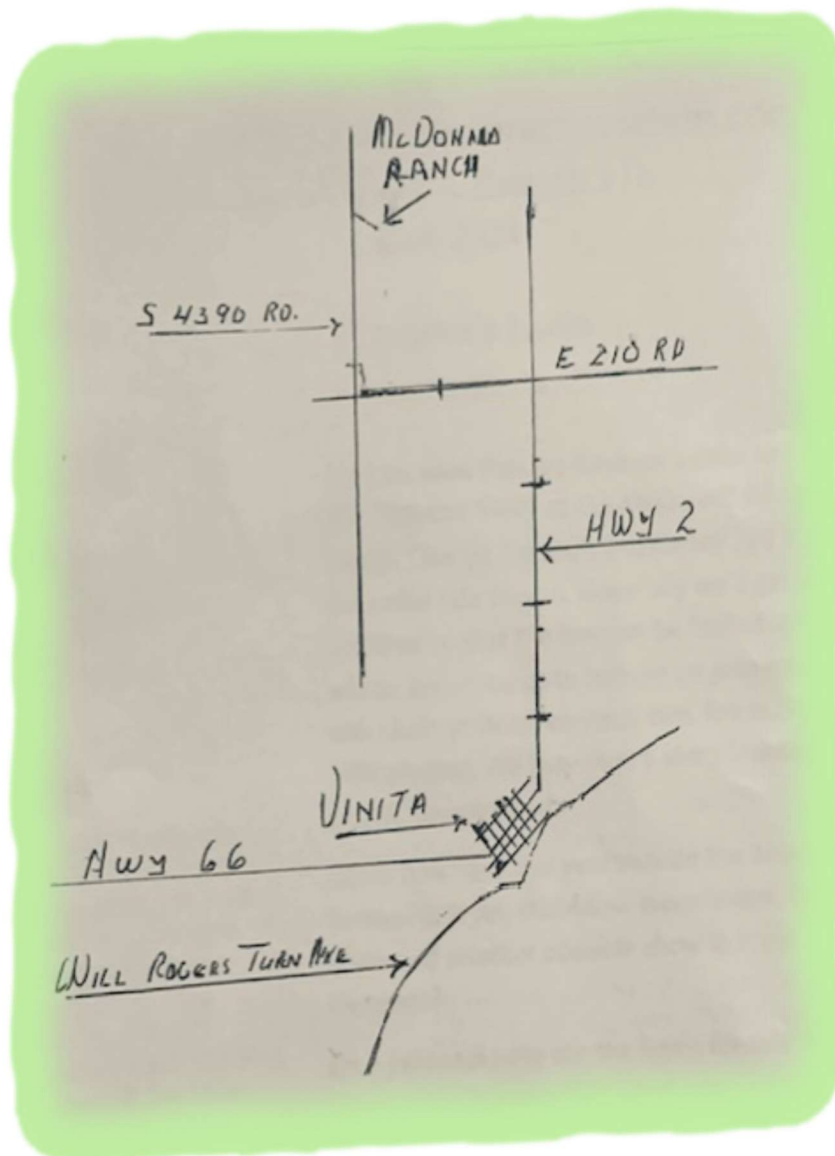 McDONALD
RANCH
S 4390 RD.
E 210 RD
HWY 2
VINITA
HWY 66
WILL ROGERS TURNPIKE